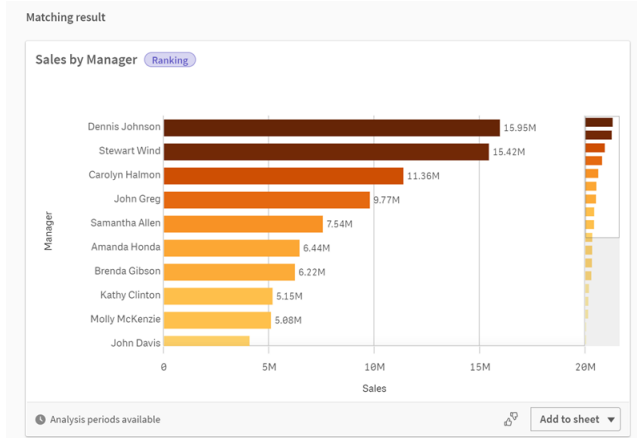 Matching result
Sales by Manager Ranking
Manager
Dennis Johnson 15.95M
Stewart Wind 15.42M
Carolyn Halmon 11.36M
John Greg 9.77M
Samantha Allen 7.54M
Amanda Honda 6.44M
Brenda Gibson 6.22M
Kathy Clinton 5.15M
Molly McKenzie 5.08M
John Davis
0 5M 10M 15M 20M
Sales
Analysis periods available Add to sheet